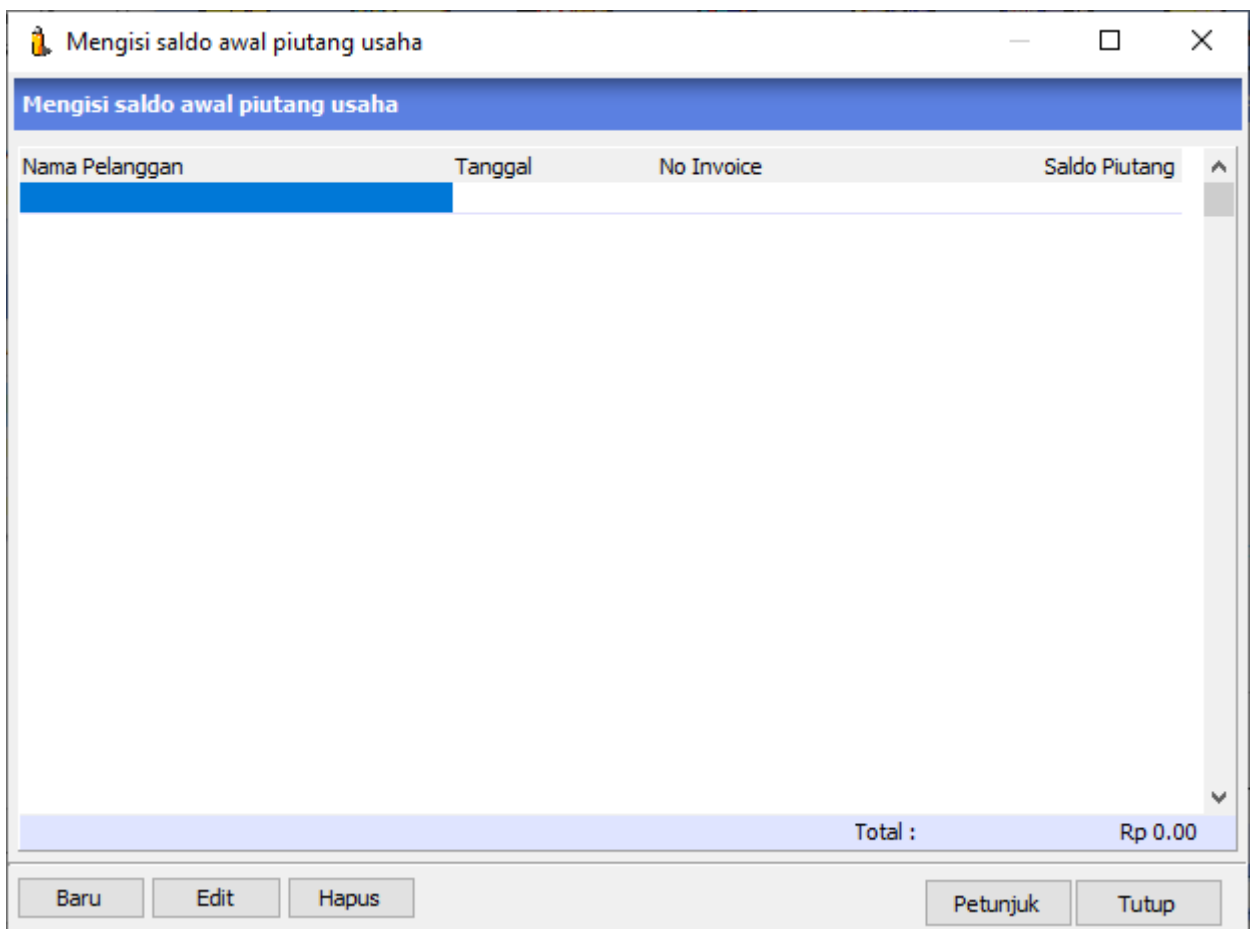 Mengisi saldo awal piutang usaha
Mengisi saldo awal piutang usaha
Nama Pelanggan Tanggal No Invoice Saldo Piutang
Total : Rp 0.00
Baru Edit Hapus Petunjuk Tutup